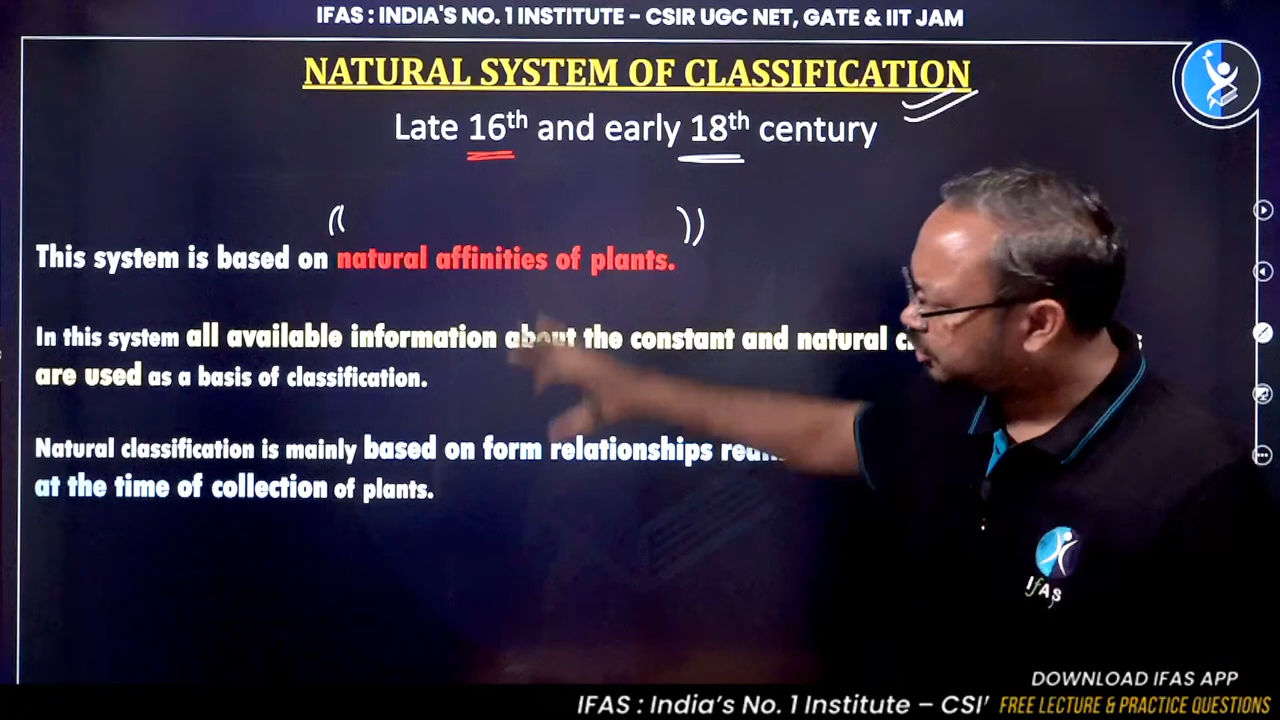 IFAS : INDIA'S NO. 1 INSTITUTE – CSIR UGC NET, GATE & IIT JAM
NATURAL SYSTEM OF CLASSIFICATION
Late 16th and early 18th century
This system is based on natural affinities of plants.
In this system all available information about the constant and natural
are used as a basis of classification.
Natural classification is mainly based on form relationships
at the time of collection of plants.
IFAS
DOWNLOAD IFAS APP
IFAS : India's No. 1 Institute – CSI
FREE LECTURE & PRACTICE QUESTIONS